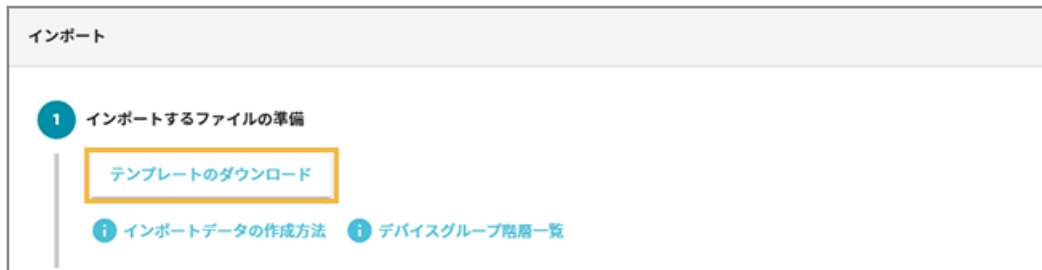 インポート
1 インポートするファイルの準備
テンプレートのダウンロード
i インポートデータの作成方法 i デバイスグループ階層一覧